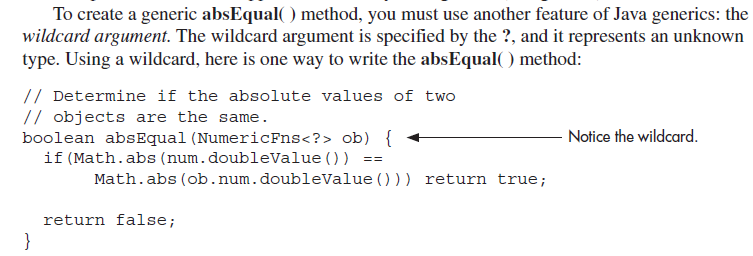 To create a generic absEqual( ) method, you must use another feature of Java generics: the
wildcard argument. The wildcard argument is specified by the ?, and it represents an unknown
type. Using a wildcard, here is one way to write the absEqual( ) method:
// Determine if the absolute values of two
// objects are the same.
boolean absEqual(NumericFns<?> ob) { Notice the wildcard.
if(Math.abs(num.doubleValue()) ==
Math.abs(ob.num.doubleValue())) return true;
return false;
}